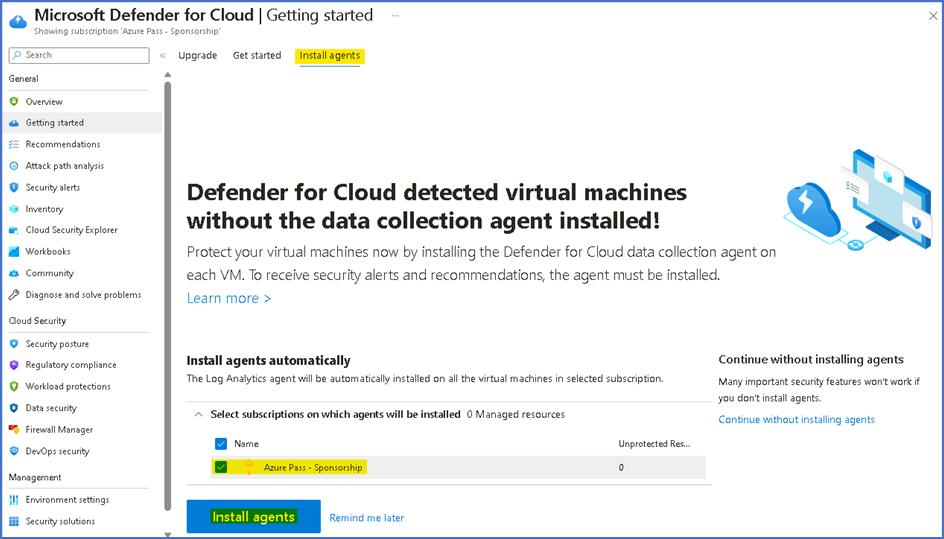 Microsoft Defender for Cloud | Getting started ...
Showing subscription 'Azure Pass - Sponsorship'
Search
«
Upgrade Get started Install agents
General
Overview
Getting started
Recommendations
Attack path analysis
Security alerts
Inventory
Cloud Security Explorer
Workbooks
Community
Diagnose and solve problems
Cloud Security
Security posture
Regulatory compliance
Workload protections
Data security
Firewall Manager
DevOps security
Management
Environment settings
Security solutions
Defender for Cloud detected virtual machines
without the data collection agent installed!
Protect your virtual machines now by installing the Defender for Cloud data collection agent on
each VM. To receive security alerts and recommendations, the agent must be installed.
Learn more >
Install agents automatically
The Log Analytics agent will be automatically installed on all the virtual machines in selected subscription.
Select subscriptions on which agents will be installed 0 Managed resources
Name Unprotected Res...
Azure Pass - Sponsorship 0
Install agents Remind me later
Continue without installing agents
Many important security features won't work if
you don't install agents.
Continue without installing agents